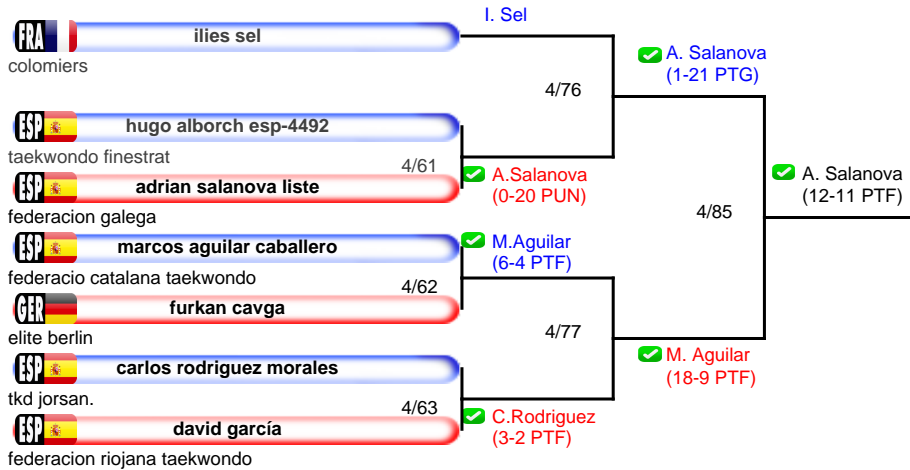 I. Sel
FRA ilies sel
colomiers
A. Salanova
(1-21 PTG)
4/76
ESP hugo alborch esp-4492
taekwondo finestrat
4/61
A.Salanova
(0-20 PUN)
ESP adrian salanova liste
federacion galega
A. Salanova
(12-11 PTF)
4/85
ESP marcos aguilar caballero
federacio catalana taekwondo
M.Aguilar
(6-4 PTF)
4/62
GER furkan cavga
elite berlin
4/77
ESP carlos rodriguez morales
tkd jorsan.
M. Aguilar
(18-9 PTF)
4/63
C.Rodriguez
(3-2 PTF)
ESP david garcía
federacion riojana taekwondo